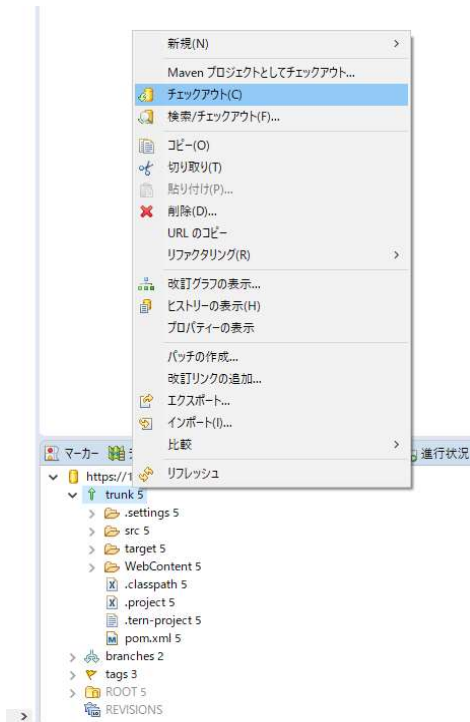 新規(N)
Maven プロジェクトとしてチェックアウト...
チェックアウト(C)
検索/チェックアウト(F)...
コピー(O)
切り取り(T)
貼り付け(P)...
削除(D)...
URL のコピー
リファクタリング(R)
改訂グラフの表示...
ヒストリーの表示(H)
プロパティーの表示
パッチの作成...
改訂リンクの追加...
エクスポート...
インポート(I)...
比較
リフレッシュ
マーカー
進行状況
https://1
trunk 5
.settings 5
src 5
target 5
WebContent 5
.classpath 5
.project 5
.tern-project 5
pom.xml 5
branches 2
tags 3
ROOT 5
REVISIONS